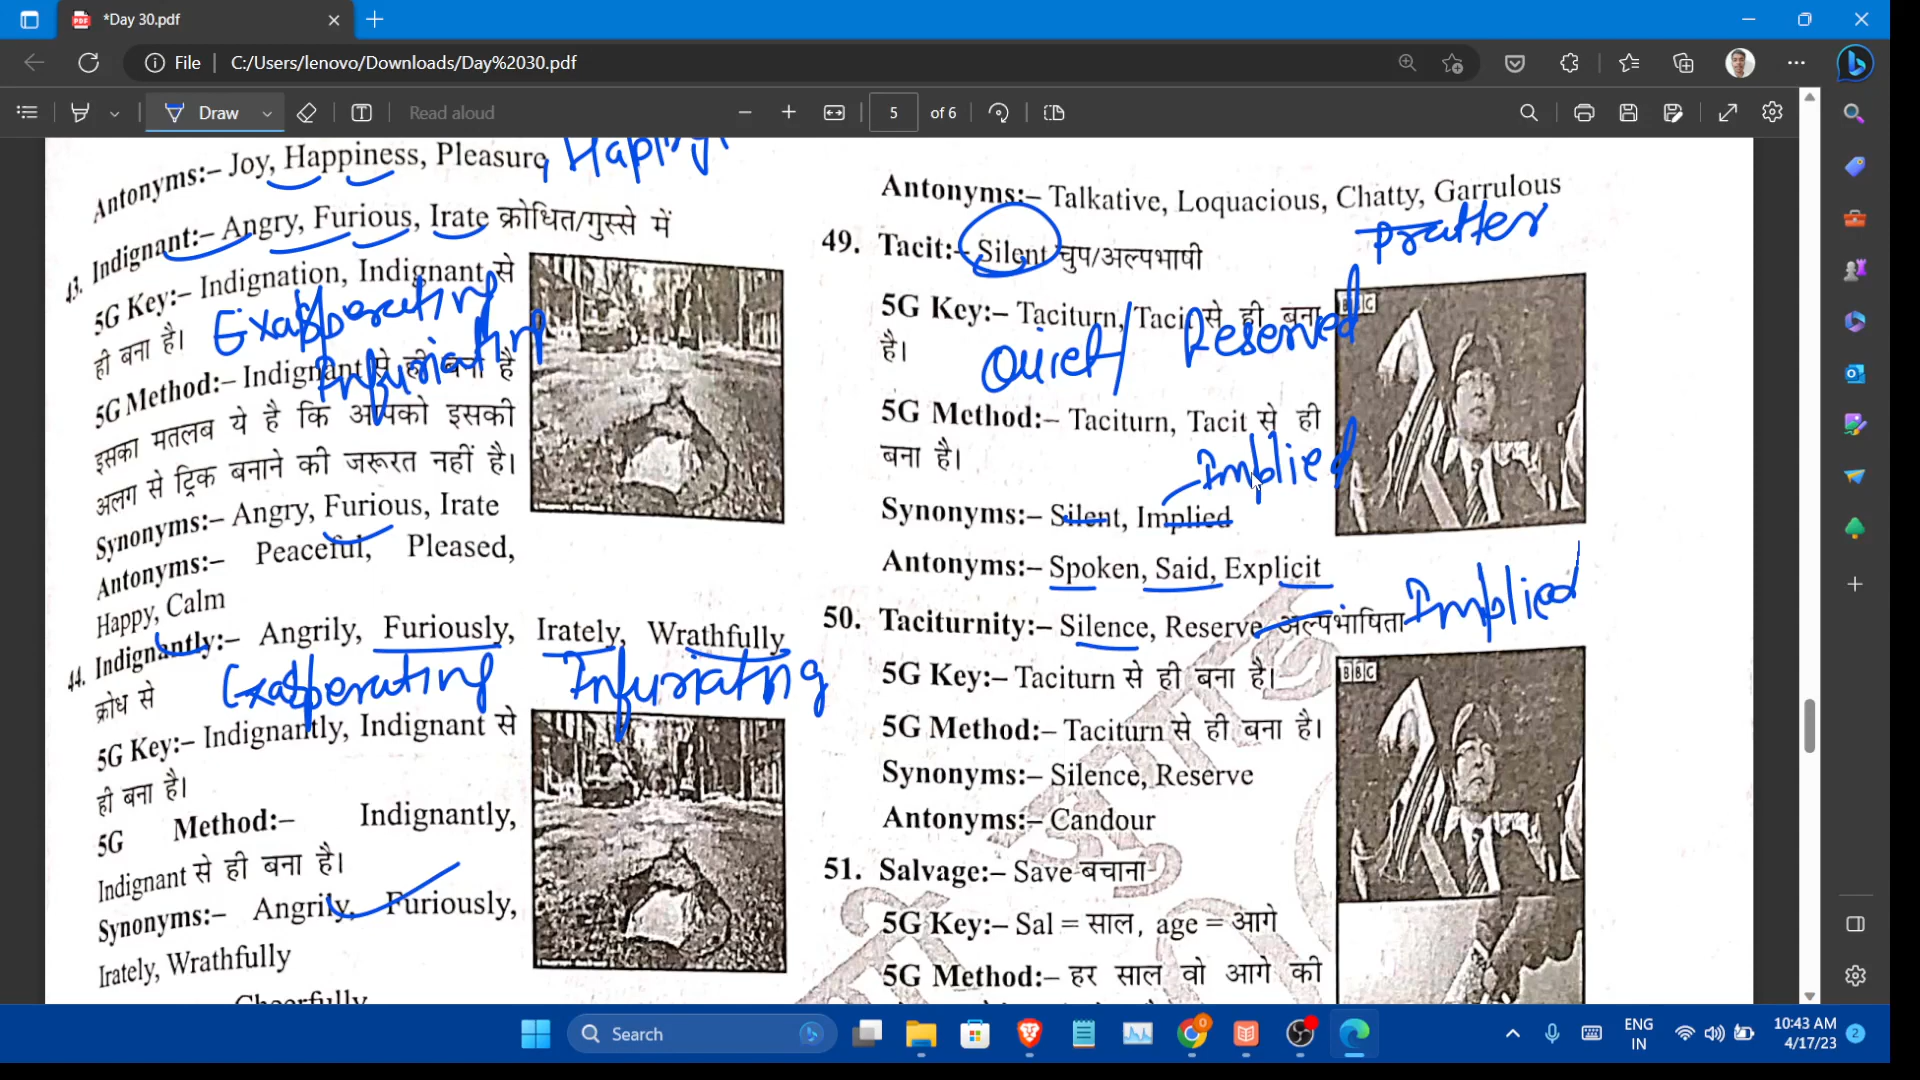 *Day 30.pdf
File
C:/Users/lenovo/Downloads/Day%2030.pdf
Draw
Read aloud
5 of 6
Antonyms:– Joy, Happiness, Pleasure,
43. Indignant:– Angry, Furious, Irate क्रोधित/गुस्से में
5G Key:– Indignation, Indignant से
ही बना है।
Exasperating
Infuriating
5G Method:– Indignant से ही बना है
इसका मतलब ये है कि आपको इसकी
अलग से ट्रिक बनाने की जरूरत नहीं है।
Synonyms:– Angry, Furious, Irate
Antonyms:– Peaceful, Pleased,
Happy, Calm
44. Indignantly:– Angrily, Furiously, Irately, Wrathfully
क्रोध से
Exasperating Infuriating
5G Key:– Indignantly, Indignant से
ही बना है।
5G Method:– Indignantly,
Indignant से ही बना है।
Synonyms:– Angrily, Furiously,
Irately, Wrathfully
Cheerfully
Antonyms:– Talkative, Loquacious, Chatty, Garrulous
Pratter
49. Tacit:– Silent चुप/अल्पभाषी
5G Key:– Taciturn, Tacit से ही बना
है।
Quiet/ Reserved
BBC
5G Method:– Taciturn, Tacit से ही
बना है।
Implied
Synonyms:– Silent, Implied
Antonyms:– Spoken, Said, Explicit
50. Taciturnity:– Silence, Reserve अल्पभाषिता
Implied
5G Key:– Taciturn से ही बना है।
BBC
5G Method:– Taciturn से ही बना है।
Synonyms:– Silence, Reserve
Antonyms:– Candour
51. Salvage:– Save बचाना
5G Key:– Sal = साल, age = आगे
5G Method:– हर साल वो आगे की
Search
ENG
IN
10:43 AM
4/17/23
2